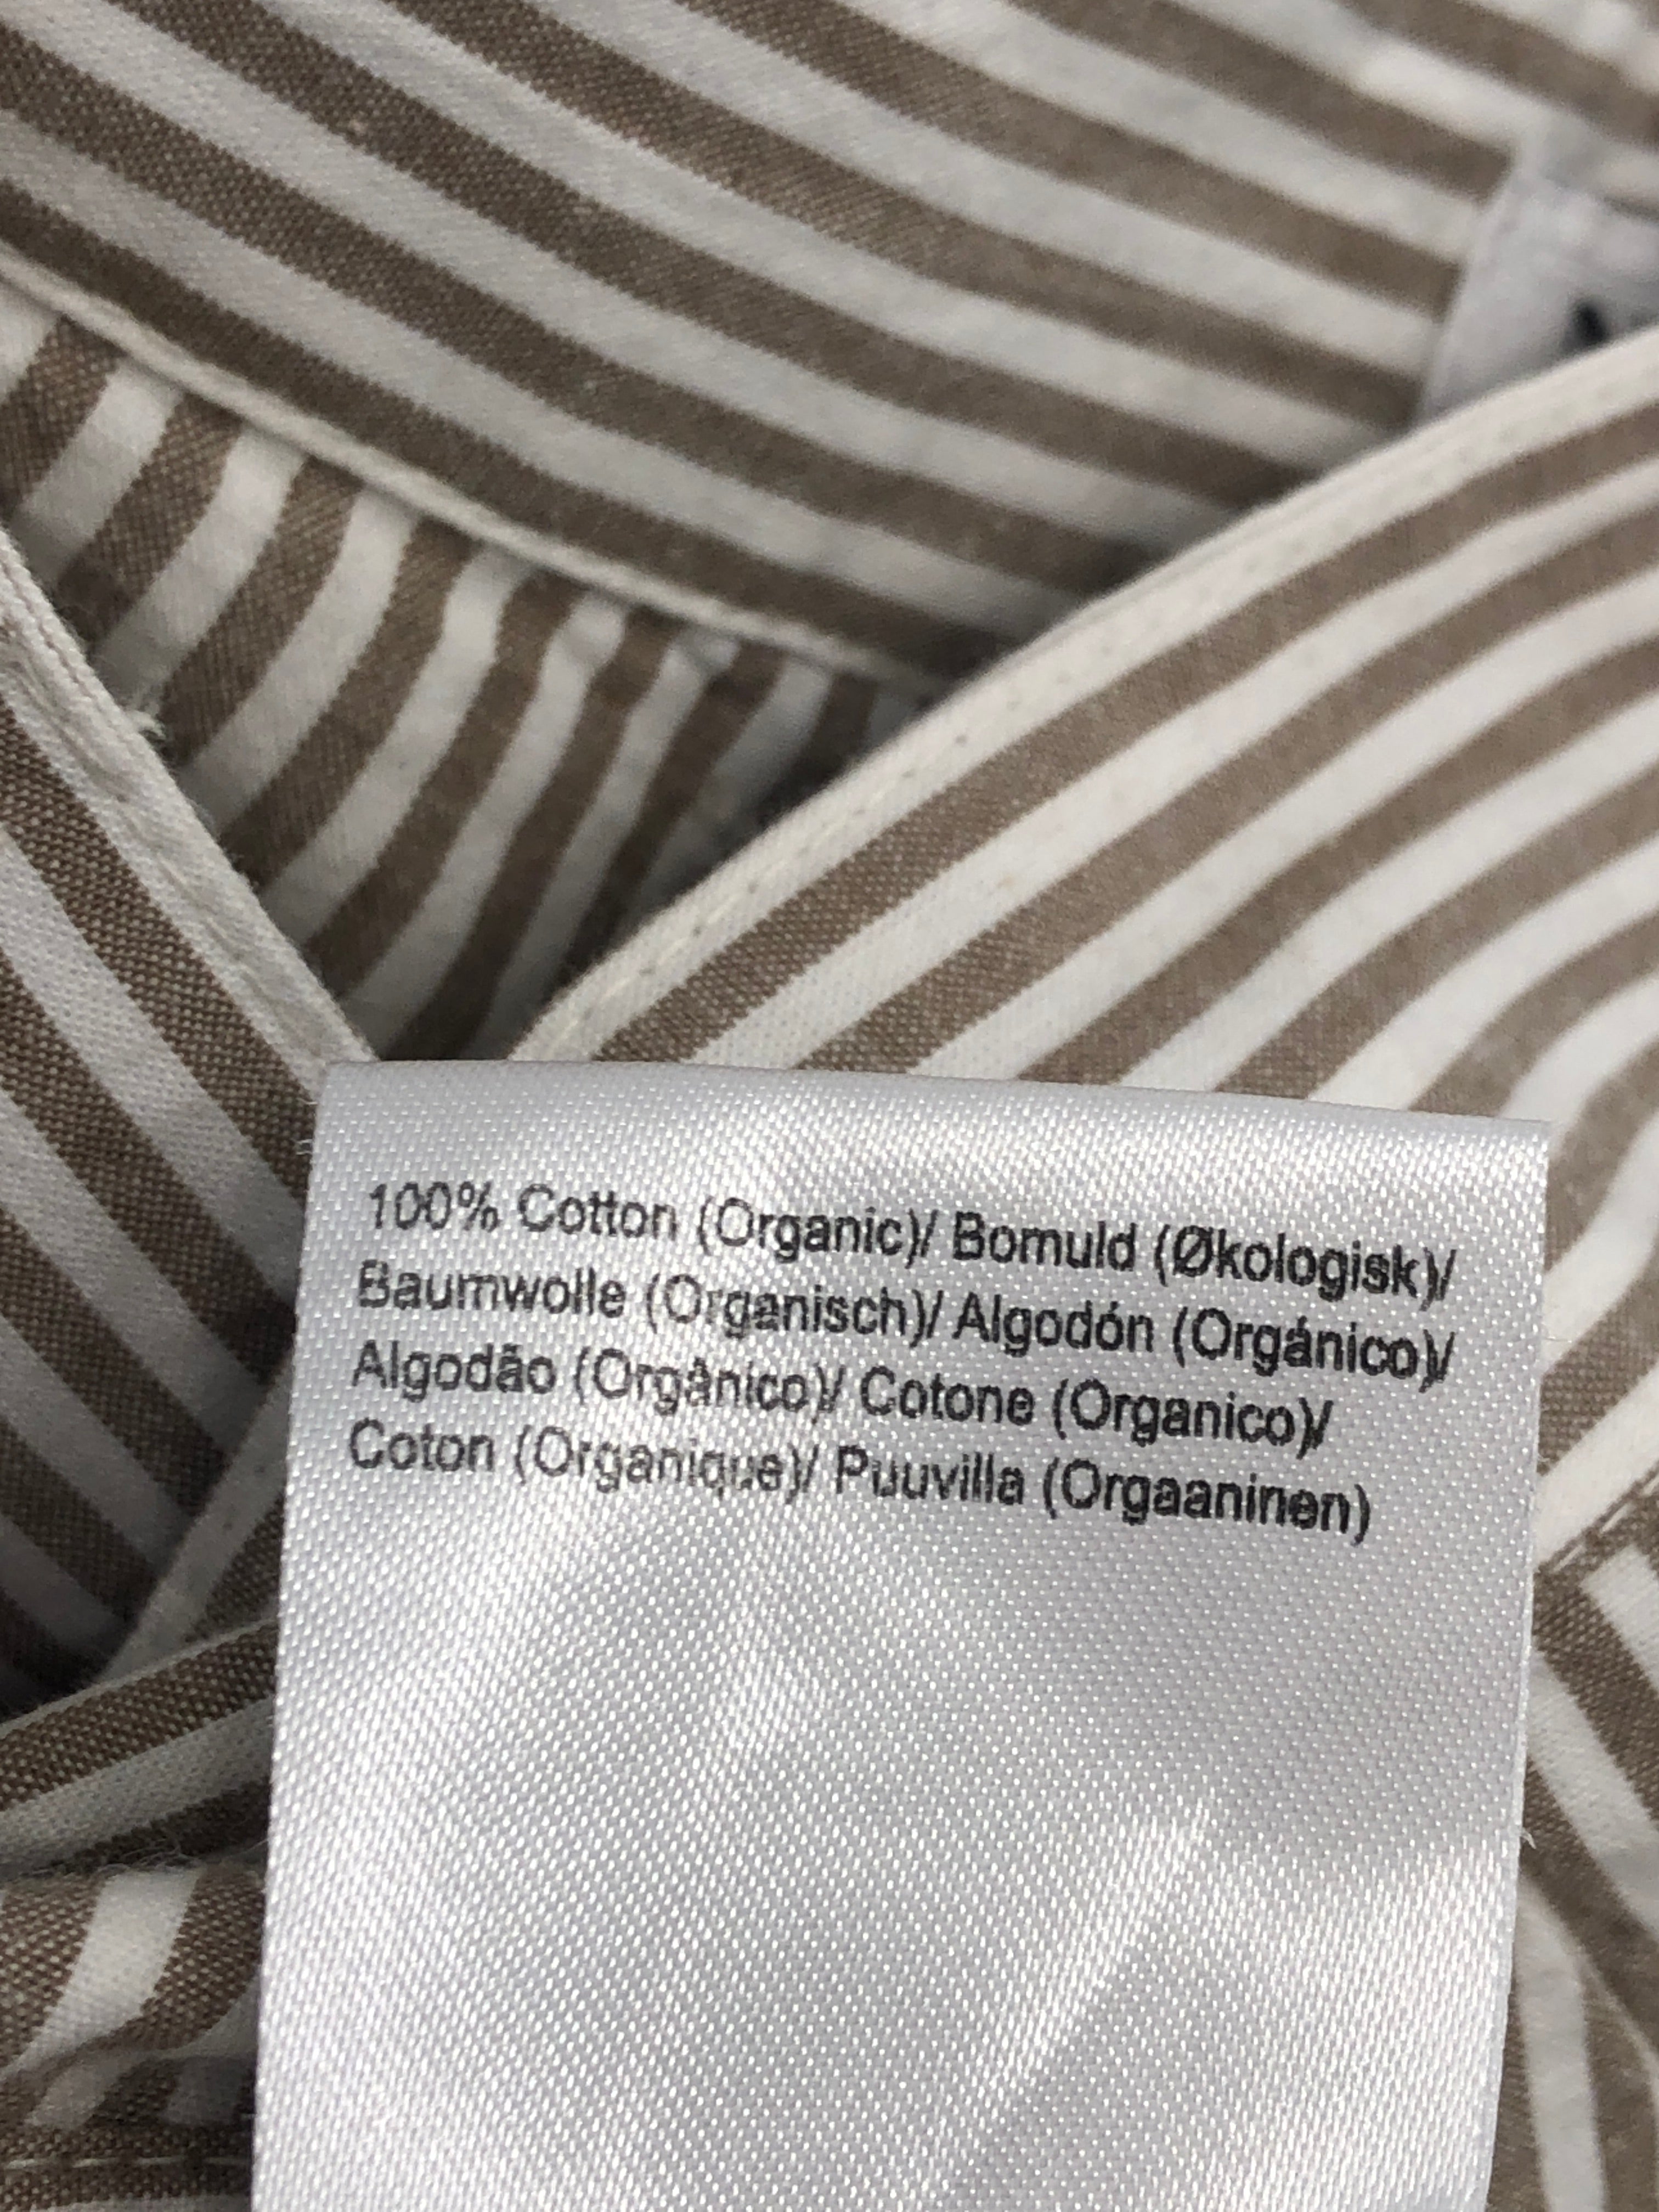 100% Cotton (Organic)/ Bomuld (Økologisk)/
Baumwolle (Organisch)/ Algodón (Orgánico)/
Algodão (Orgânico)/ Cotone (Organico)/
Coton (Organique)/ Puuvilla (Orgaaninen)